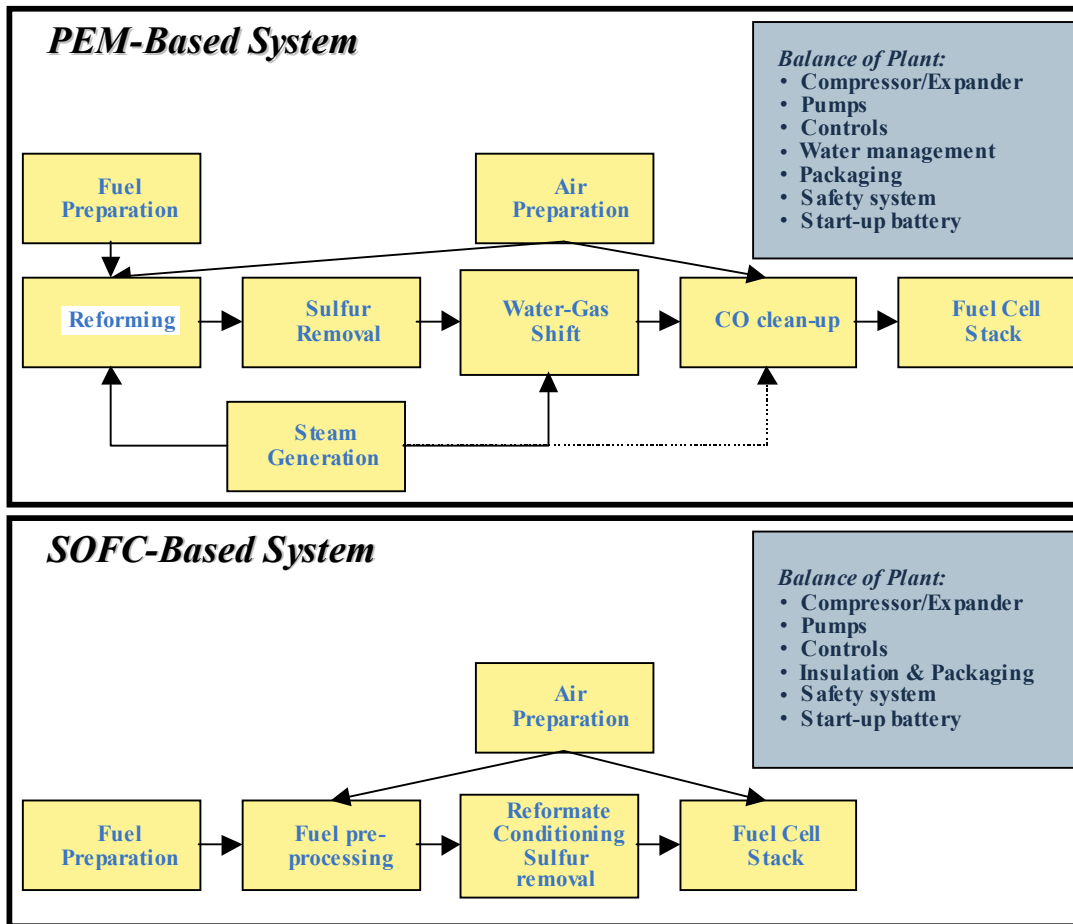 PEM-Based System
Balance of Plant:
• Compressor/Expander
• Pumps
• Controls
• Water management
• Packaging
• Safety system
• Start-up battery
Fuel
Preparation
Air
Preparation
Reforming
Sulfur
Removal
Water-Gas
Shift
CO clean-up
Fuel Cell
Stack
Steam
Generation
SOFC-Based System
Balance of Plant:
• Compressor/Expander
• Pumps
• Controls
• Insulation & Packaging
• Safety system
• Start-up battery
Air
Preparation
Fuel
Preparation
Fuel pre-
processing
Reformate
Conditioning
Sulfur
removal
Fuel Cell
Stack